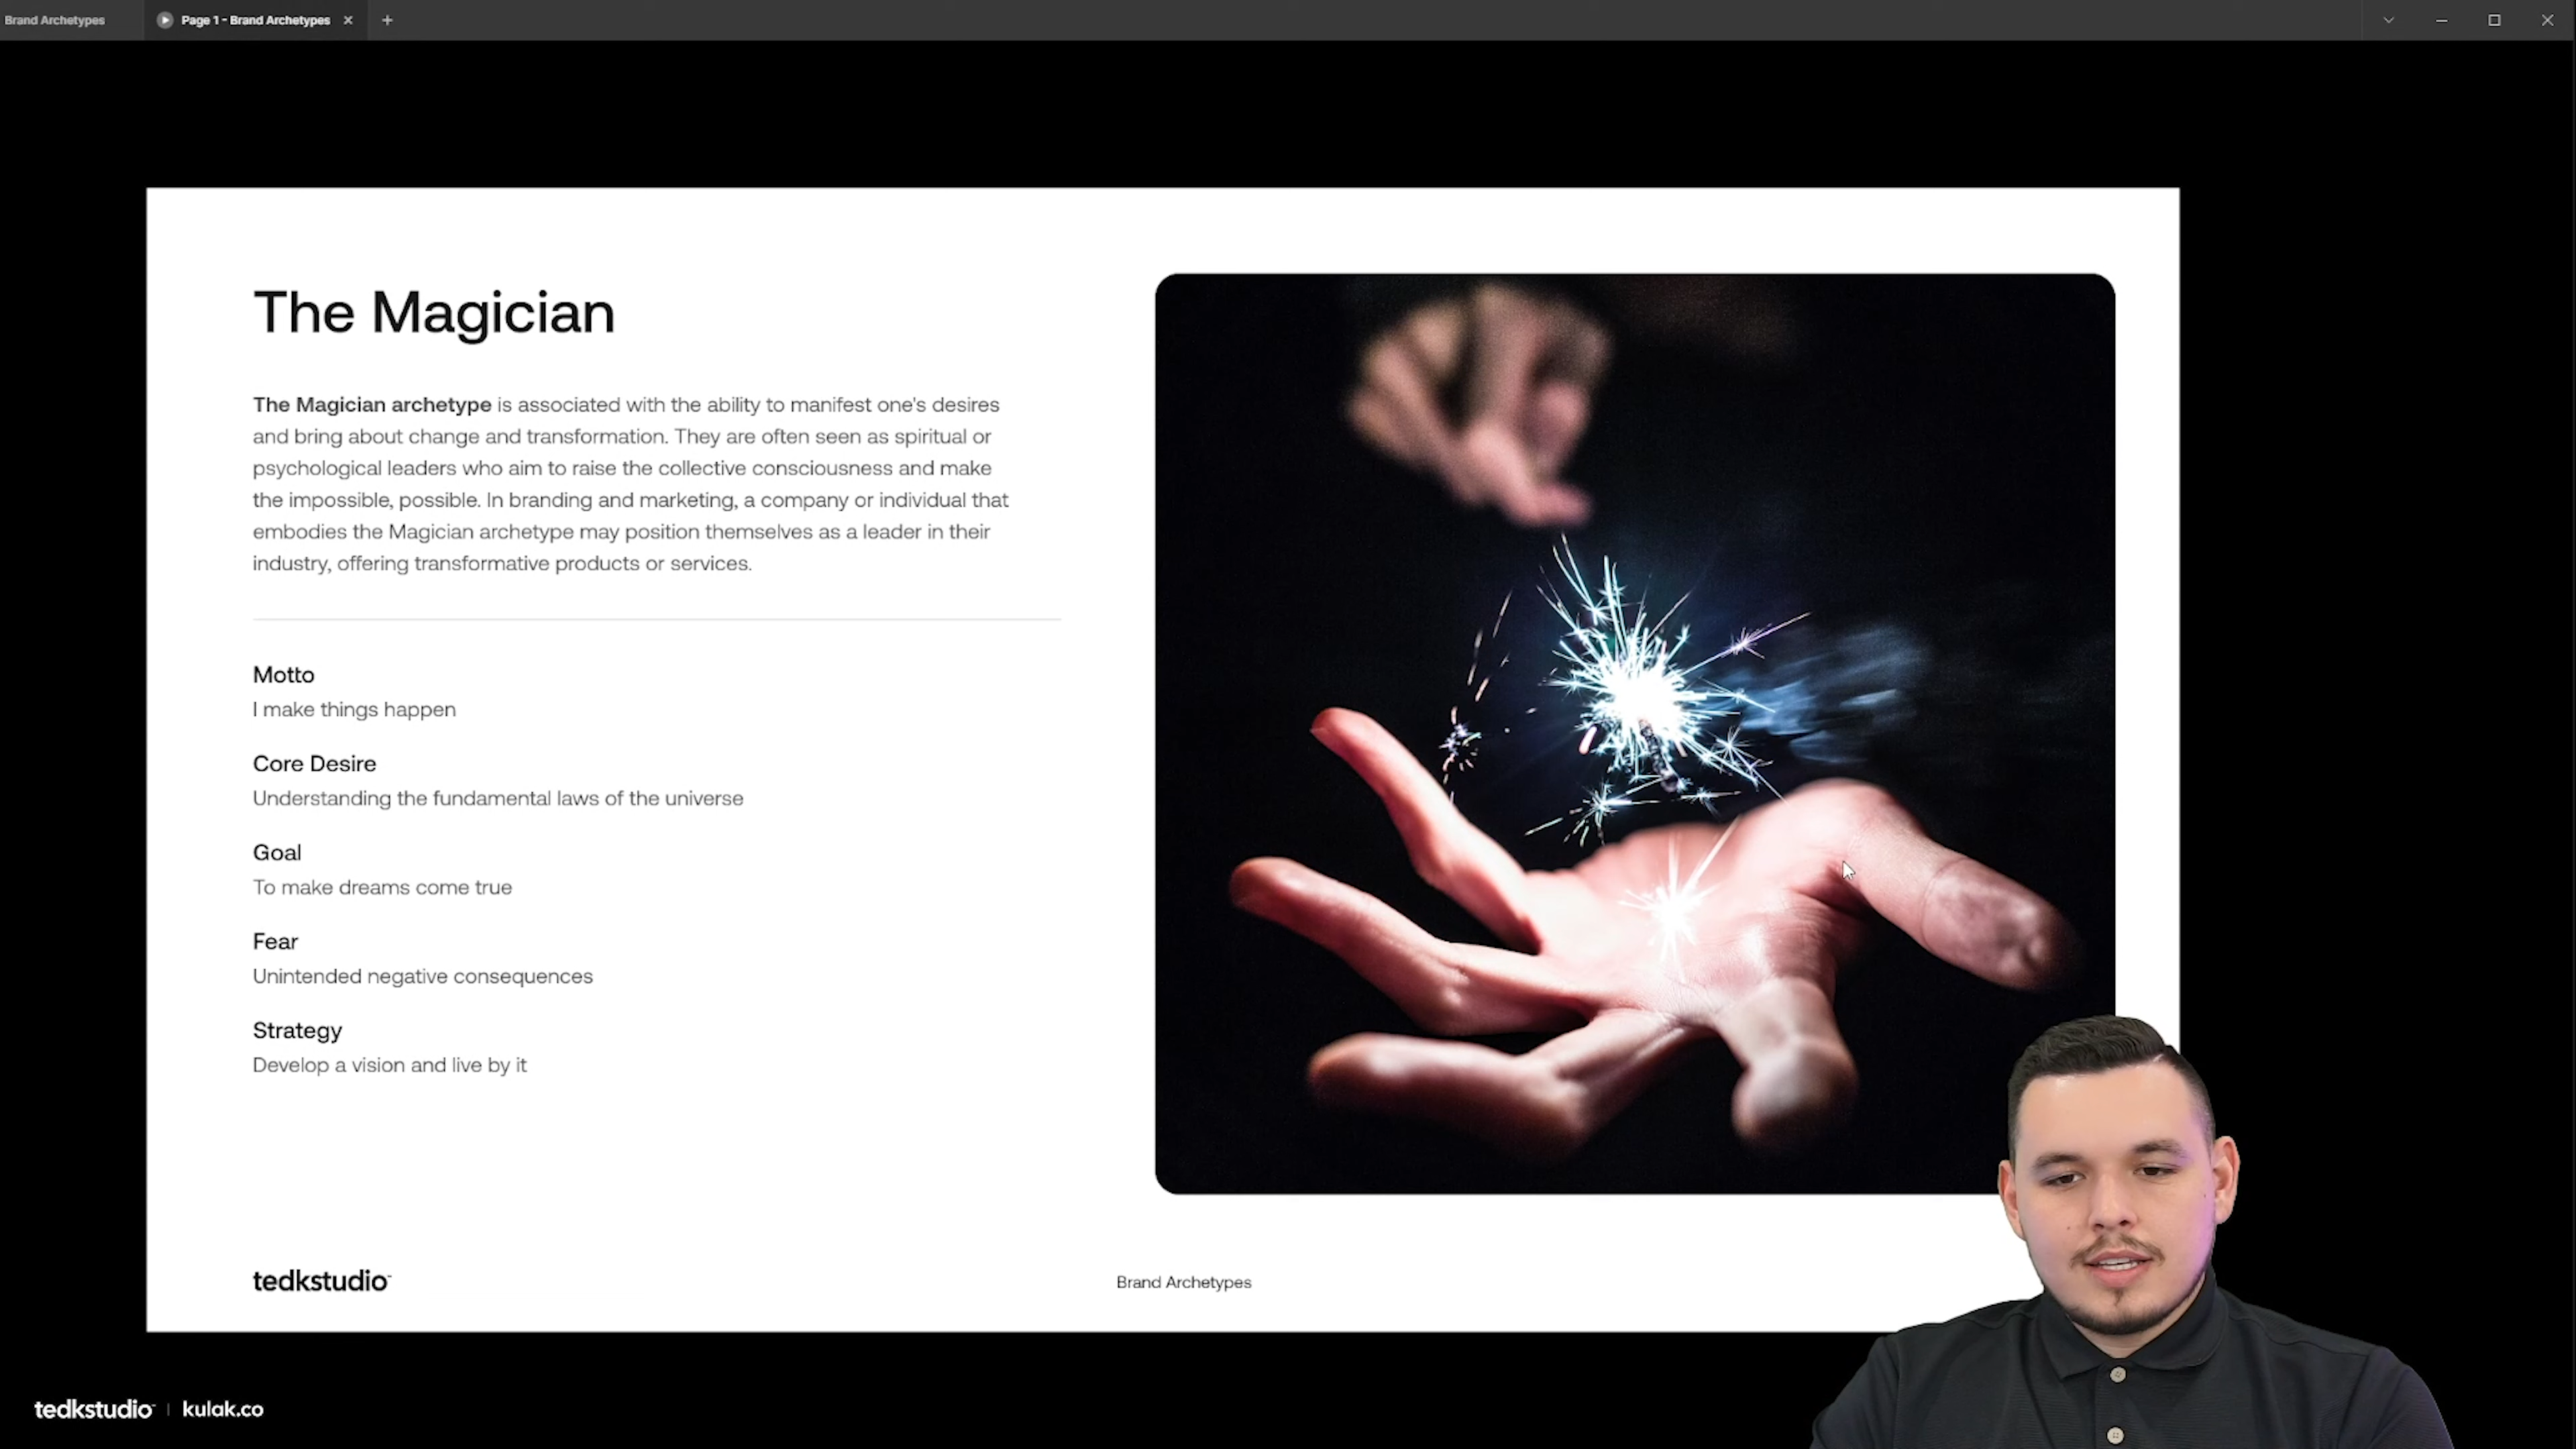 Brand Archetypes
Page 1 - Brand Archetypes
The Magician
The Magician archetype is associated with the ability to manifest one's desires
and bring about change and transformation. They are often seen as spiritual or
psychological leaders who aim to raise the collective consciousness and make
the impossible, possible. In branding and marketing, a company or individual that
embodies the Magician archetype may position themselves as a leader in their
industry, offering transformative products or services.
Motto
I make things happen
Core Desire
Understanding the fundamental laws of the universe
Goal
To make dreams come true
Fear
Unintended negative consequences
Strategy
Develop a vision and live by it
tedkstudio™
Brand Archetypes
tedkstudio™ | kulak.co